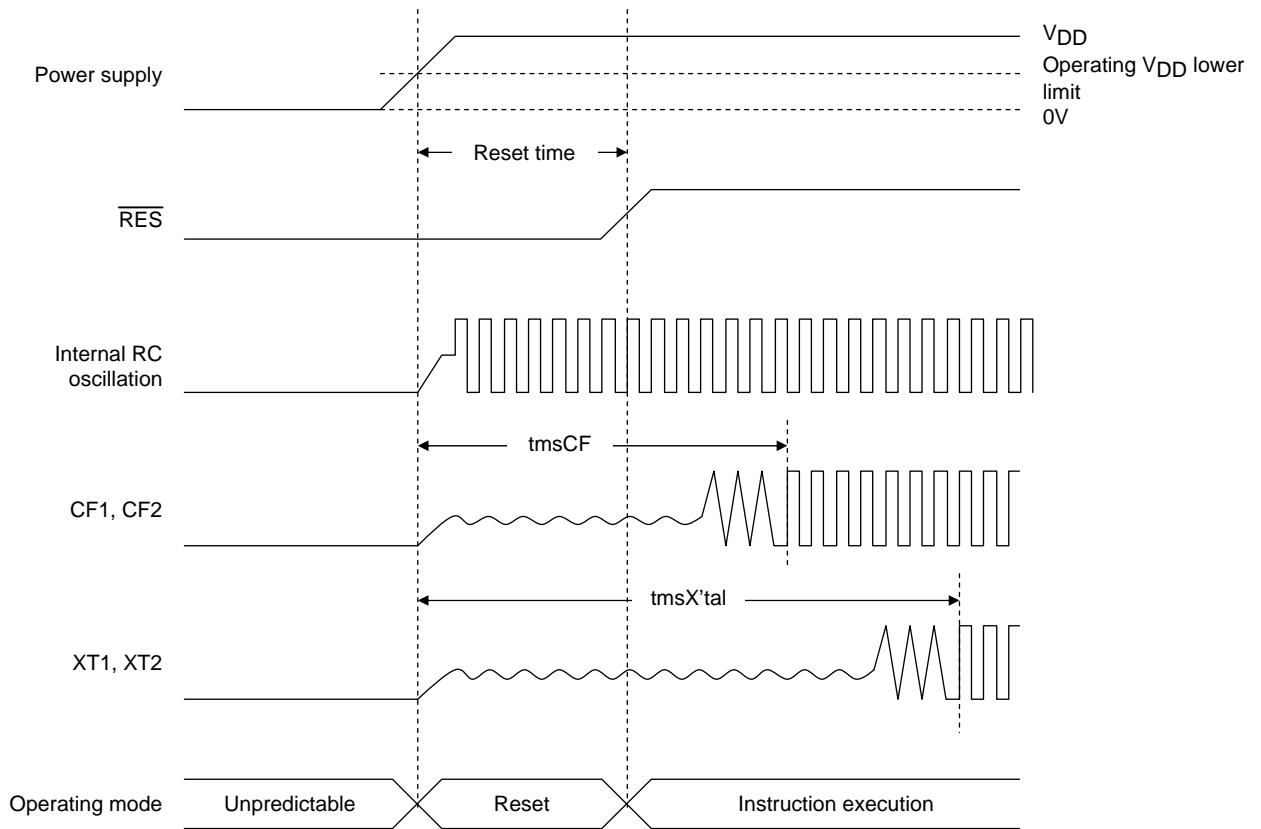 VDD
Power supply
Operating VDD lower
limit
0V
Reset time
RES
Internal RC
oscillation
tmsCF
CF1, CF2
tmsX'tal
XT1, XT2
Operating mode
Unpredictable
Reset
Instruction execution